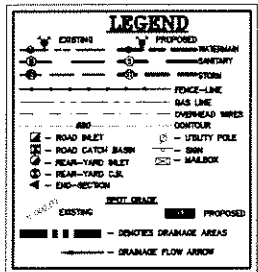 LEGEND
EXISTING PROPOSED
WATERMAIN
SANITARY
STORM
FENCE-LINE
GAS LINE
OVERHEAD WIRES
CONTOUR
- ROAD INLET
- UTILITY POLE
- ROAD CATCH BASIN
- SIGN
- REAR-YARD INLET
- MAILBOX
- REAR-YARD C.B.
- END-SECTION
SPOT GRADE
EXISTING PROPOSED
- DENOTES DRAINAGE AREAS
- DRAINAGE FLOW ARROW